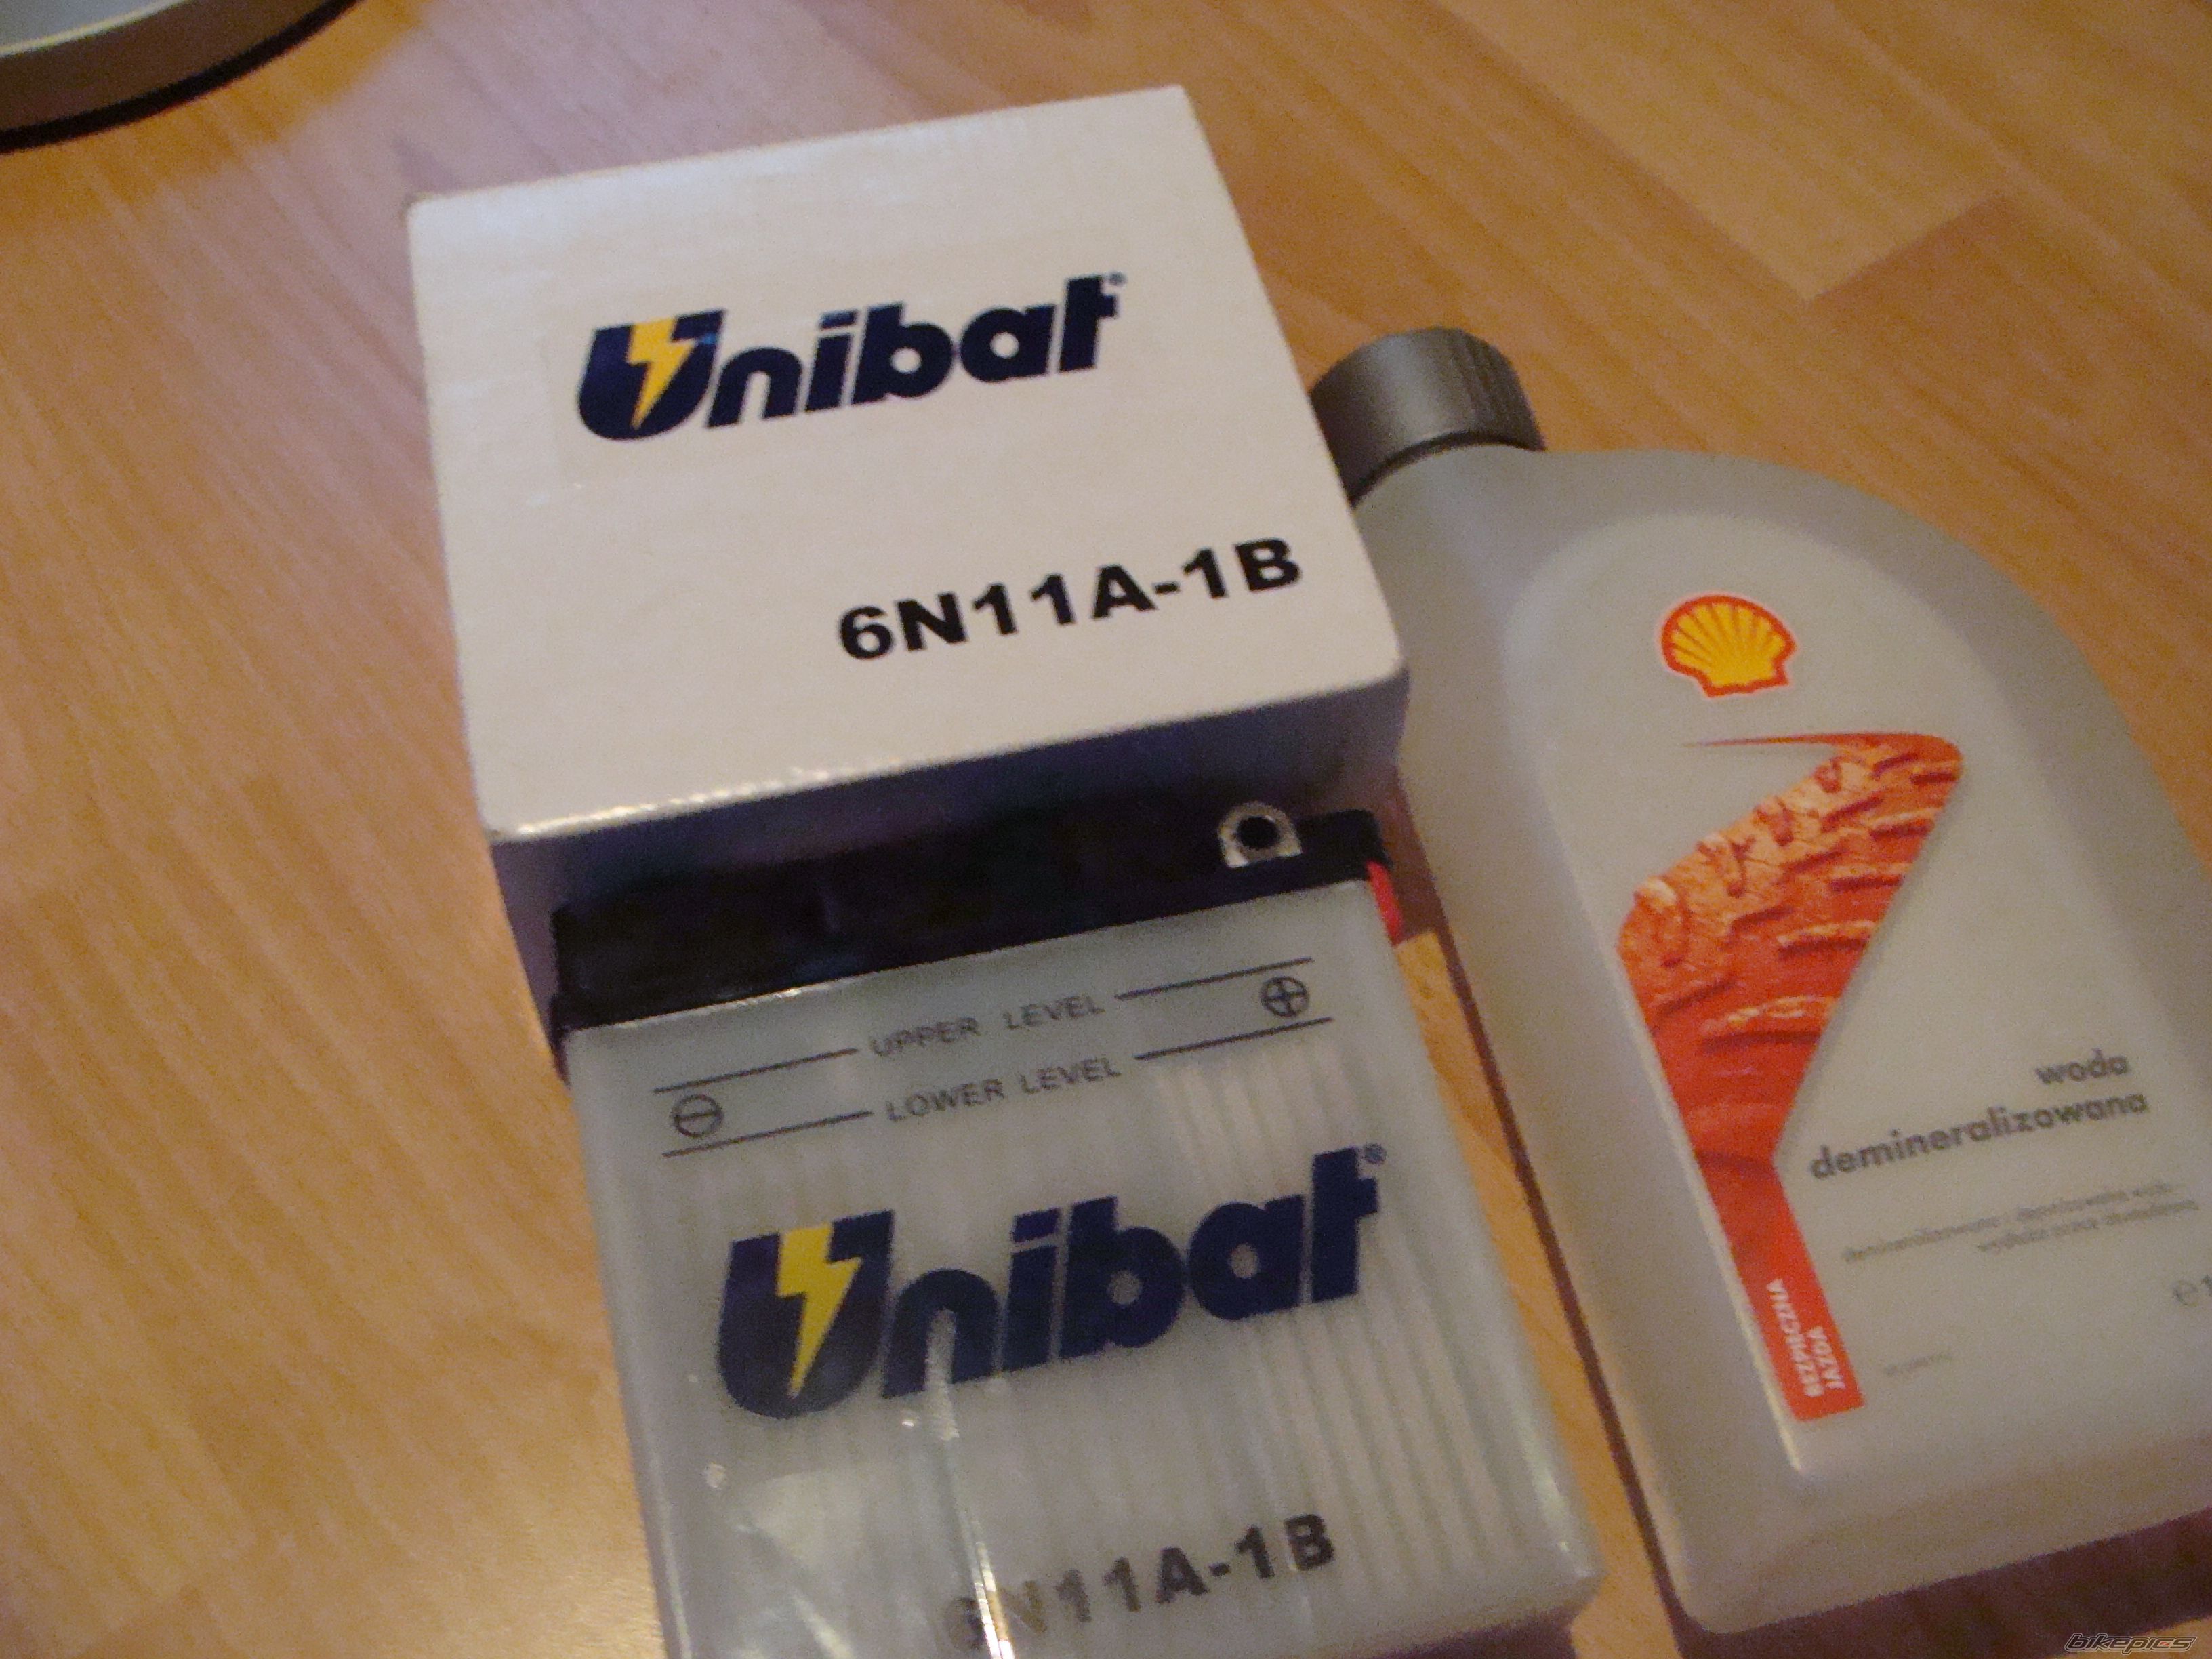 Unibat®
6N11A-1B
UPPER LEVEL
LOWER LEVEL
Unibat®
6N11A-1B
woda
demineralizowana
BEZPIECZNA
JAZDA
bikepics